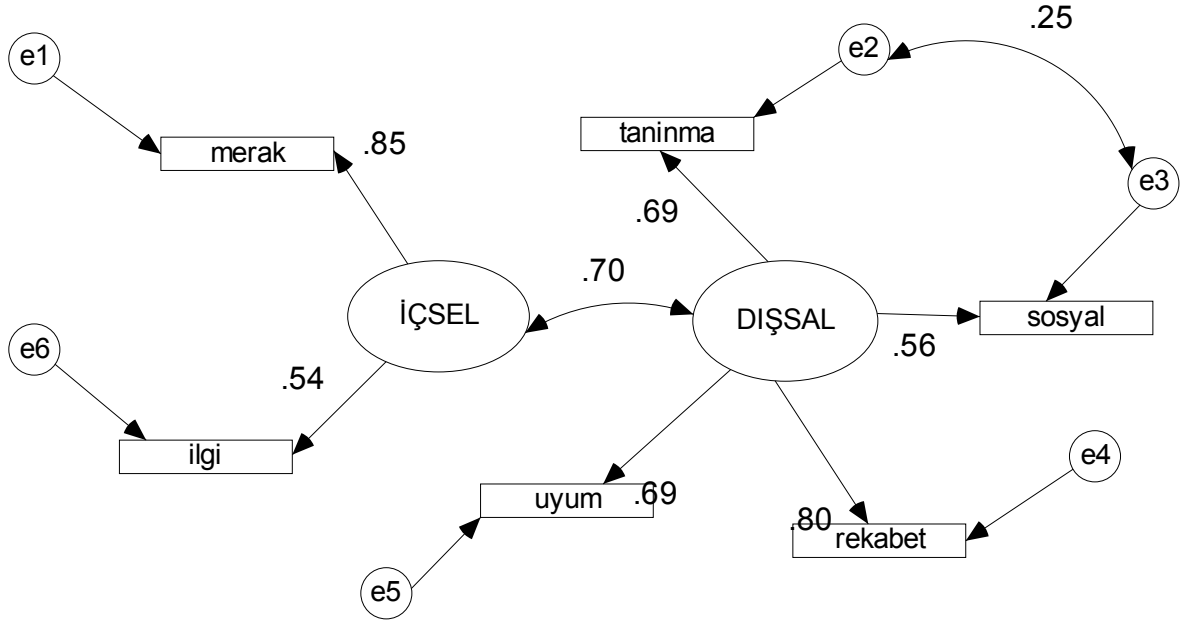 .25
e2
e1
taninma
merak
.85
e3
.69
.70
İÇSEL
DIŞSAL
sosyal
.56
e6
.54
ilgi
e4
uyum
.69
.80
rekabet
e5